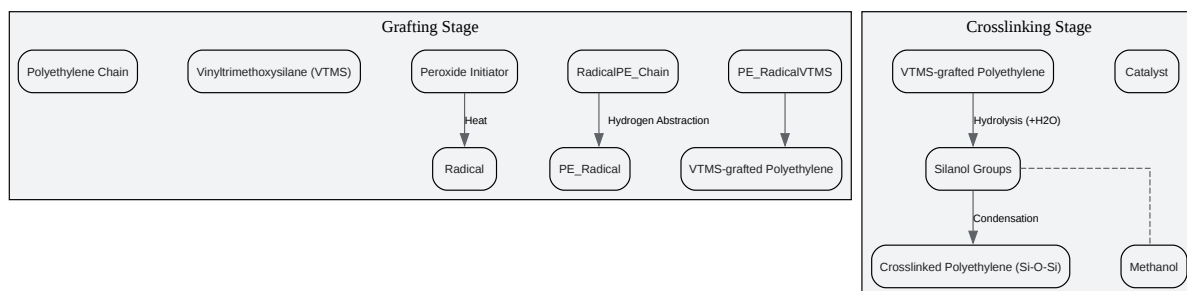 Grafting Stage
Polyethylene Chain
Vinyltrimethoxysilane (VTMS)
Peroxide Initiator
RadicalPE_Chain
PE_RadicalVTMS
Heat
Hydrogen Abstraction
Radical
PE_Radical
VTMS-grafted Polyethylene
Crosslinking Stage
VTMS-grafted Polyethylene
Catalyst
Hydrolysis (+H2O)
Silanol Groups
Condensation
Crosslinked Polyethylene (Si-O-Si)
Methanol